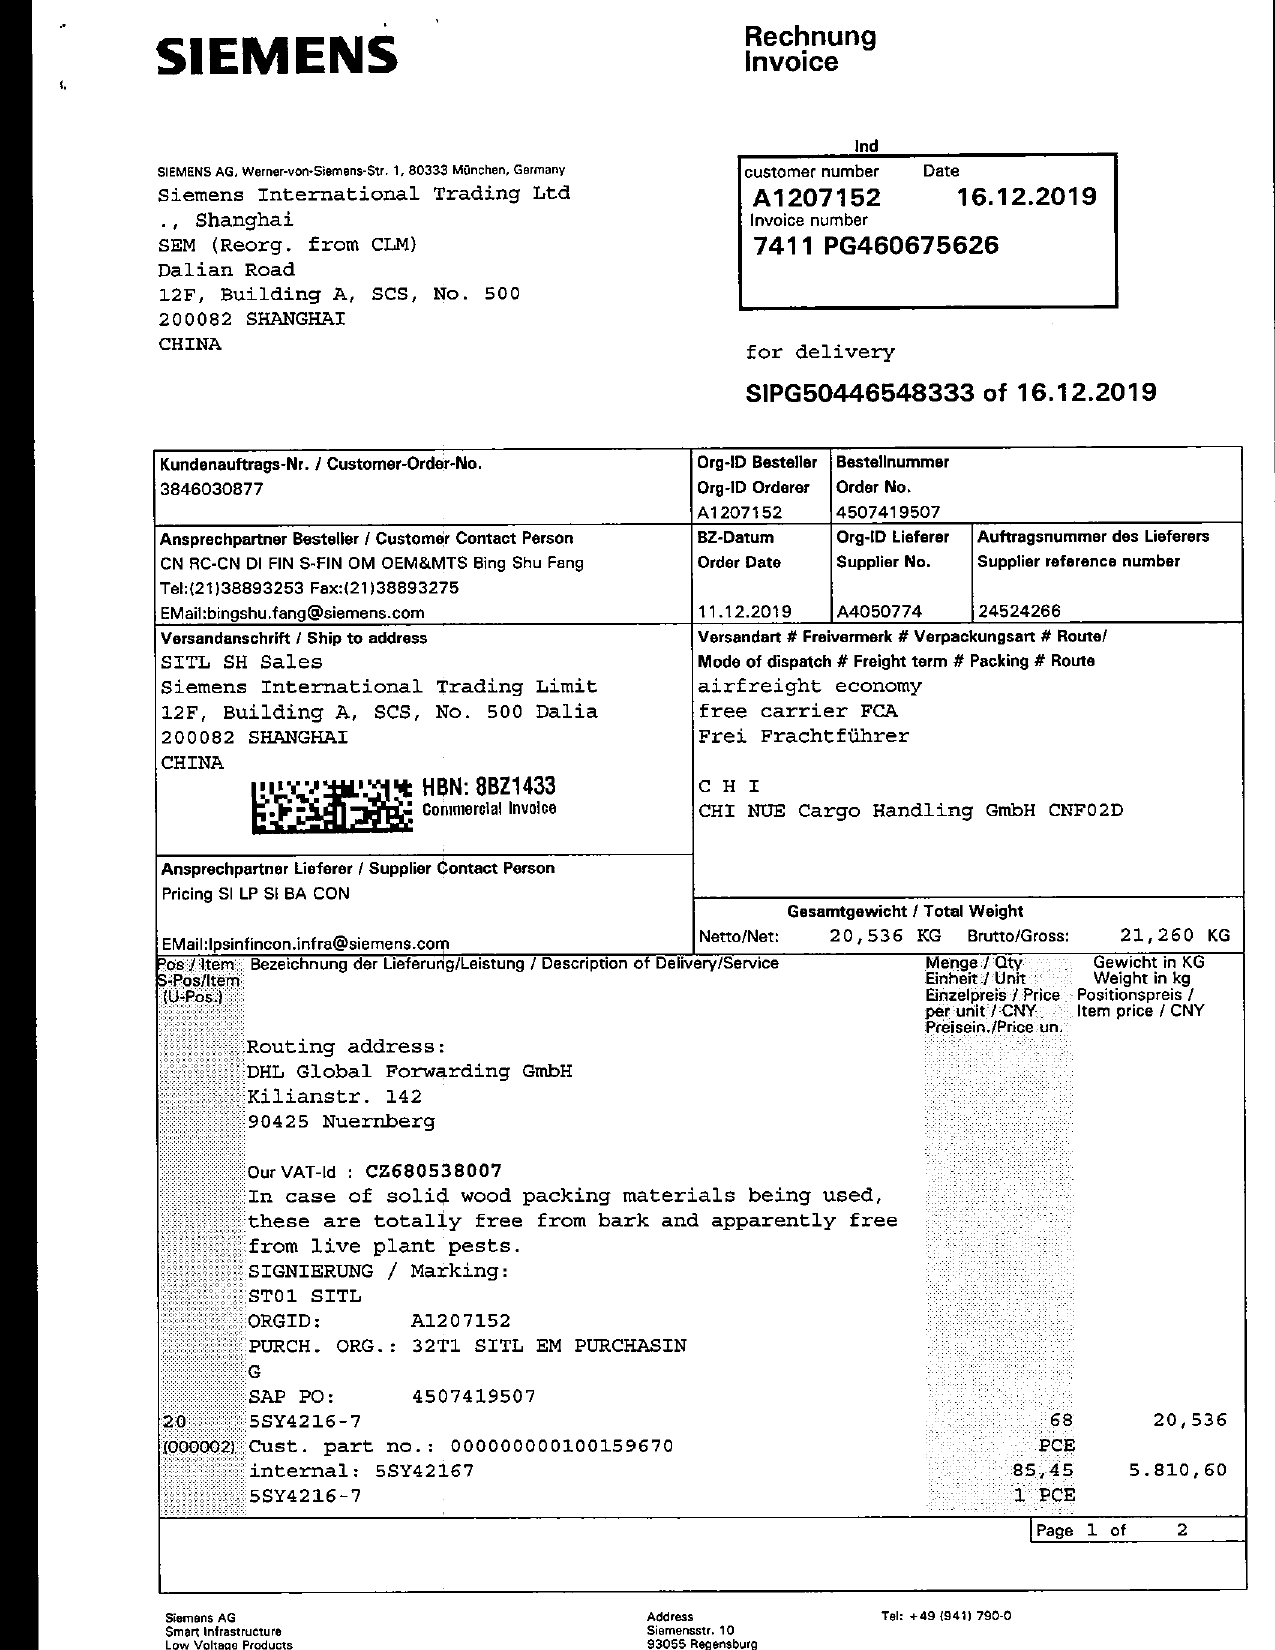 SIEMENS
Rechnung
Invoice
Ind
SIEMENS AG, Werner-von-Siemens-Str. 1, 80333 München, Germany
Siemens International Trading Ltd
., Shanghai
SEM (Reorg. from CLM)
Dalian Road
12F, Building A, SCS, No. 500
200082 SHANGHAI
CHINA
customer number Date
A1207152 16.12.2019
Invoice number
7411 PG460675626
for delivery
SIPG50446548333 of 16.12.2019
Kundenauftrags-Nr. / Customer-Order-No.
3846030877
Org-ID Besteller
Org-ID Orderer
A1207152
Bestellnummer
Order No.
4507419507
Ansprechpartner Besteller / Customer Contact Person
CN RC-CN DI FIN S-FIN OM OEM&MTS Bing Shu Fang
Tel:(21)38893253 Fax:(21)38893275
EMail:bingshu.fang@siemens.com
BZ-Datum
Order Date
11.12.2019
Org-ID Lieferer
Supplier No.
A4050774
Auftragsnummer des Lieferers
Supplier reference number
24524266
Versandanschrift / Ship to address
SITL SH Sales
Siemens International Trading Limit
12F, Building A, SCS, No. 500 Dalia
200082 SHANGHAI
CHINA
HBN: 8BZ1433
Commercial Invoice
Versandart # Freivermerk # Verpackungsart # Route/
Mode of dispatch # Freight term # Packing # Route
airfreight economy
free carrier FCA
Frei Frachtführer
C H I
CHI NUE Cargo Handling GmbH CNF02D
Ansprechpartner Lieferer / Supplier Contact Person
Pricing SI LP SI BA CON
EMail:lpsinfincon.infra@siemens.com
Gesamtgewicht / Total Weight
Netto/Net: 20,536 KG Brutto/Gross: 21,260 KG
Pos / Item
S-Pos/Item
(U-Pos.)
Bezeichnung der Lieferung/Leistung / Description of Delivery/Service
Menge / Qty
Einheit / Unit
Einzelpreis / Price
per unit / CNY
Preisein./Price un.
Gewicht in KG
Weight in kg
Positionspreis /
Item price / CNY
Routing address:
DHL Global Forwarding GmbH
Kilianstr. 142
90425 Nuernberg
Our VAT-Id : CZ680538007
In case of solid wood packing materials being used,
these are totally free from bark and apparently free
from live plant pests.
SIGNIERUNG / Marking:
ST01 SITL
ORGID: A1207152
PURCH. ORG.: 32T1 SITL EM PURCHASIN
G
SAP PO: 4507419507
20 5SY4216-7 68 20,536
(000002) Cust. part no.: 000000000100159670 PCE
internal: 5SY42167 85,45 5.810,60
5SY4216-7 1 PCE
Page 1 of 2
Siemens AG
Smart Infrastructure
Low Voltage Products
Address
Siemensstr. 10
93055 Regensburg
Tel: +49 (941) 790-0